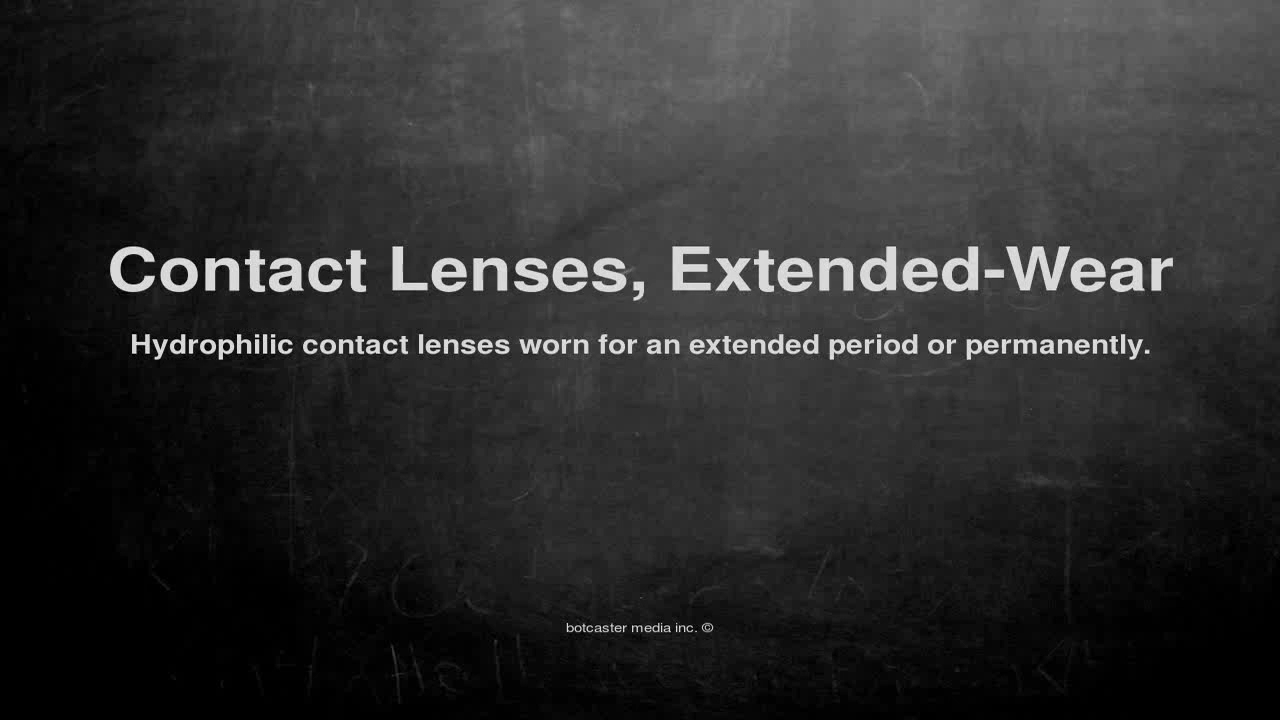 Contact Lenses, Extended-Wear
Hydrophilic contact lenses worn for an extended period or permanently.
botcaster media inc. ©